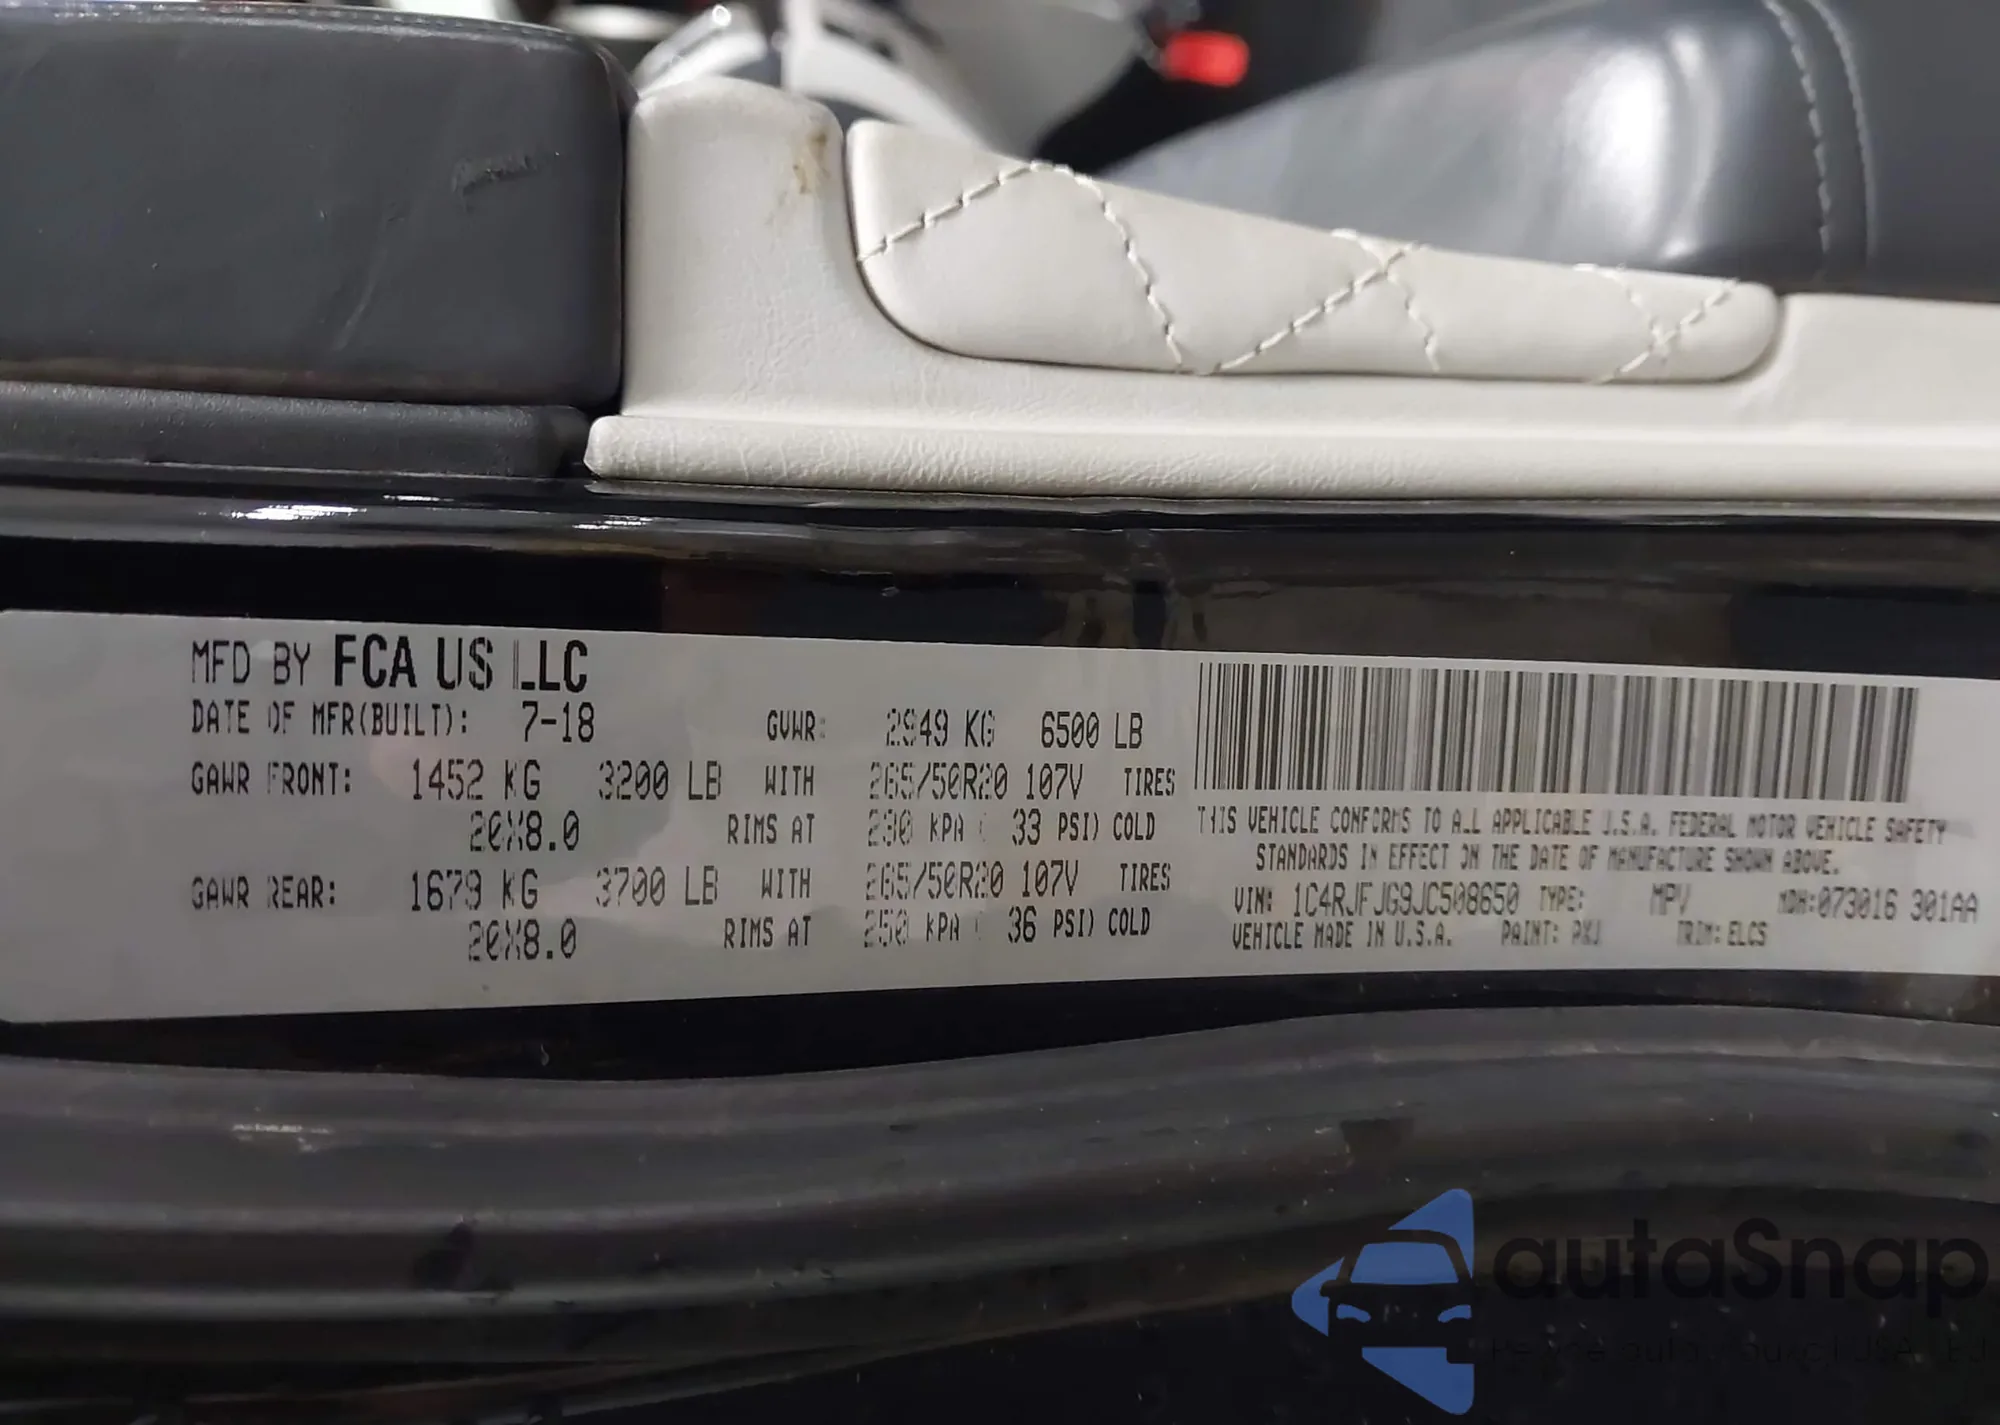 MFD BY FCA US LLC
DATE OF MFR(BUILT): 7-18 GVWR: 2949 KG 6500 LB
GAWR FRONT: 1452 KG 3200 LB WITH 265/50R20 107V TIRES
20X8.0 RIMS AT 230 KPA ( 33 PSI) COLD
GAWR REAR: 1679 KG 3700 LB WITH 265/50R20 107V TIRES
20X8.0 RIMS AT 250 KPA ( 36 PSI) COLD
THIS VEHICLE CONFORMS TO ALL APPLICABLE U.S.A. FEDERAL MOTOR VEHICLE SAFETY
STANDARDS IN EFFECT ON THE DATE OF MANUFACTURE SHOWN ABOVE.
VIN: 1C4RJFJG9JC508650 TYPE: MPV MDH:073016 301AA
VEHICLE MADE IN U.S.A. PAINT: PXJ TRIM: ELCS
autaSnap